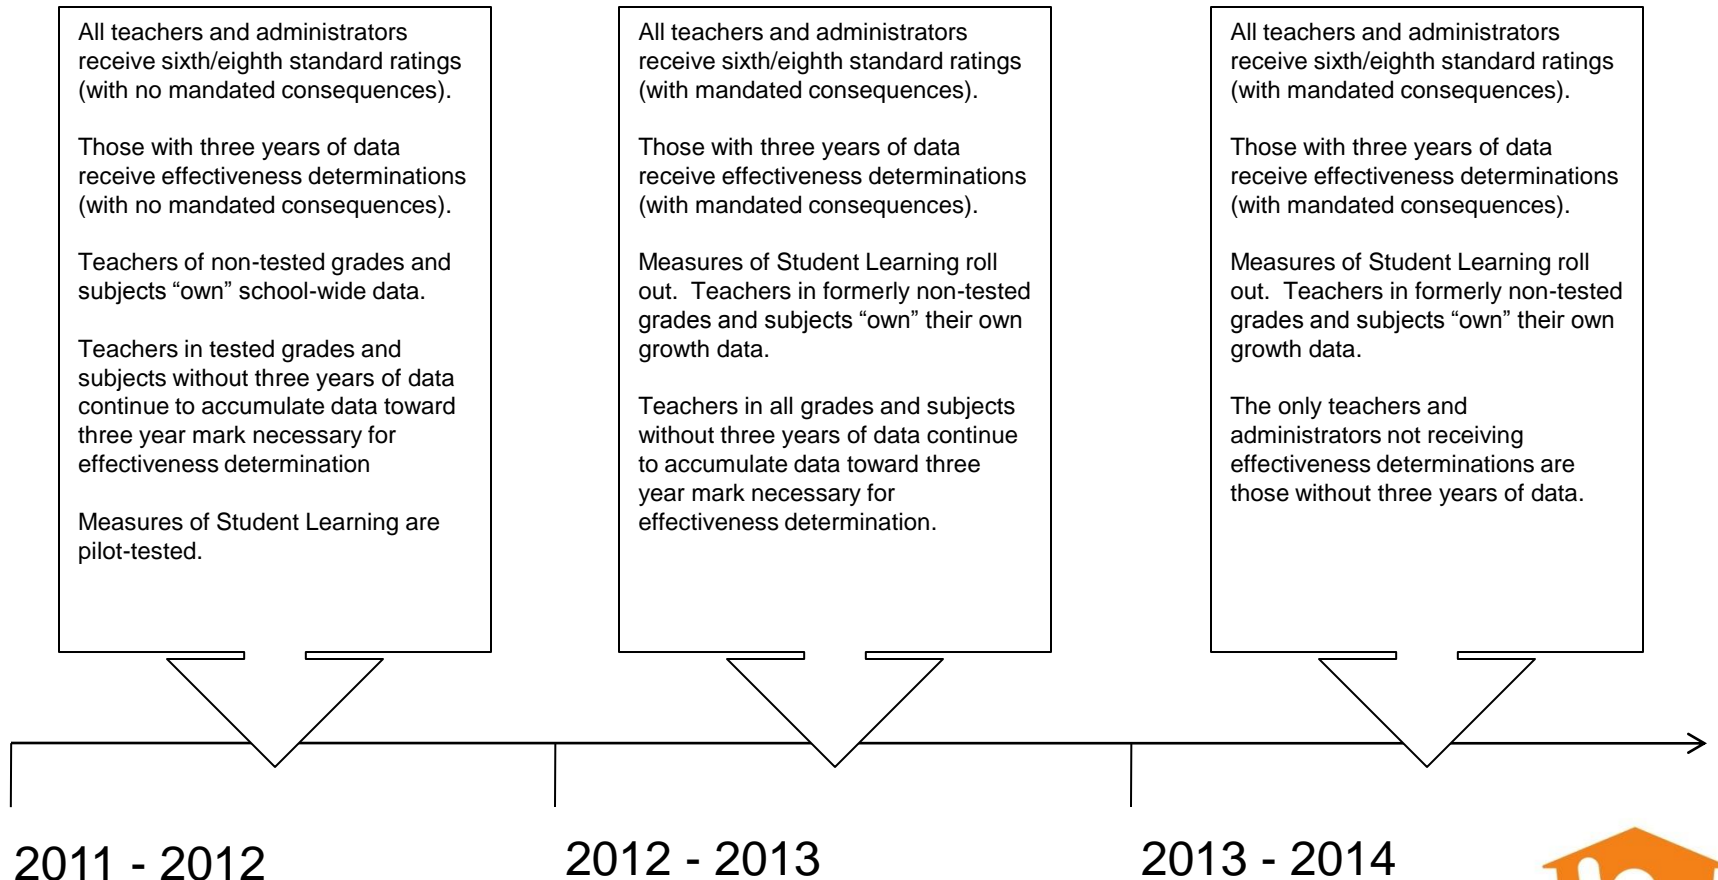 All teachers and administrators
receive sixth/eighth standard ratings
(with no mandated consequences).
Those with three years of data
receive effectiveness determinations
(with no mandated consequences).
Teachers of non-tested grades and
subjects “own” school-wide data.
Teachers in tested grades and
subjects without three years of data
continue to accumulate data toward
three year mark necessary for
effectiveness determination
Measures of Student Learning are
pilot-tested.
All teachers and administrators
receive sixth/eighth standard ratings
(with mandated consequences).
Those with three years of data
receive effectiveness determinations
(with mandated consequences).
Measures of Student Learning roll
out.  Teachers in formerly non-tested
grades and subjects “own” their own
growth data.
Teachers in all grades and subjects
without three years of data continue
to accumulate data toward three
year mark necessary for
effectiveness determination.
All teachers and administrators
receive sixth/eighth standard ratings
(with mandated consequences).
Those with three years of data
receive effectiveness determinations
(with mandated consequences).
Measures of Student Learning roll
out.  Teachers in formerly non-tested
grades and subjects “own” their own
growth data.
The only teachers and
administrators not receiving
effectiveness determinations are
those without three years of data.
2011 - 2012
2012 - 2013
2013 - 2014